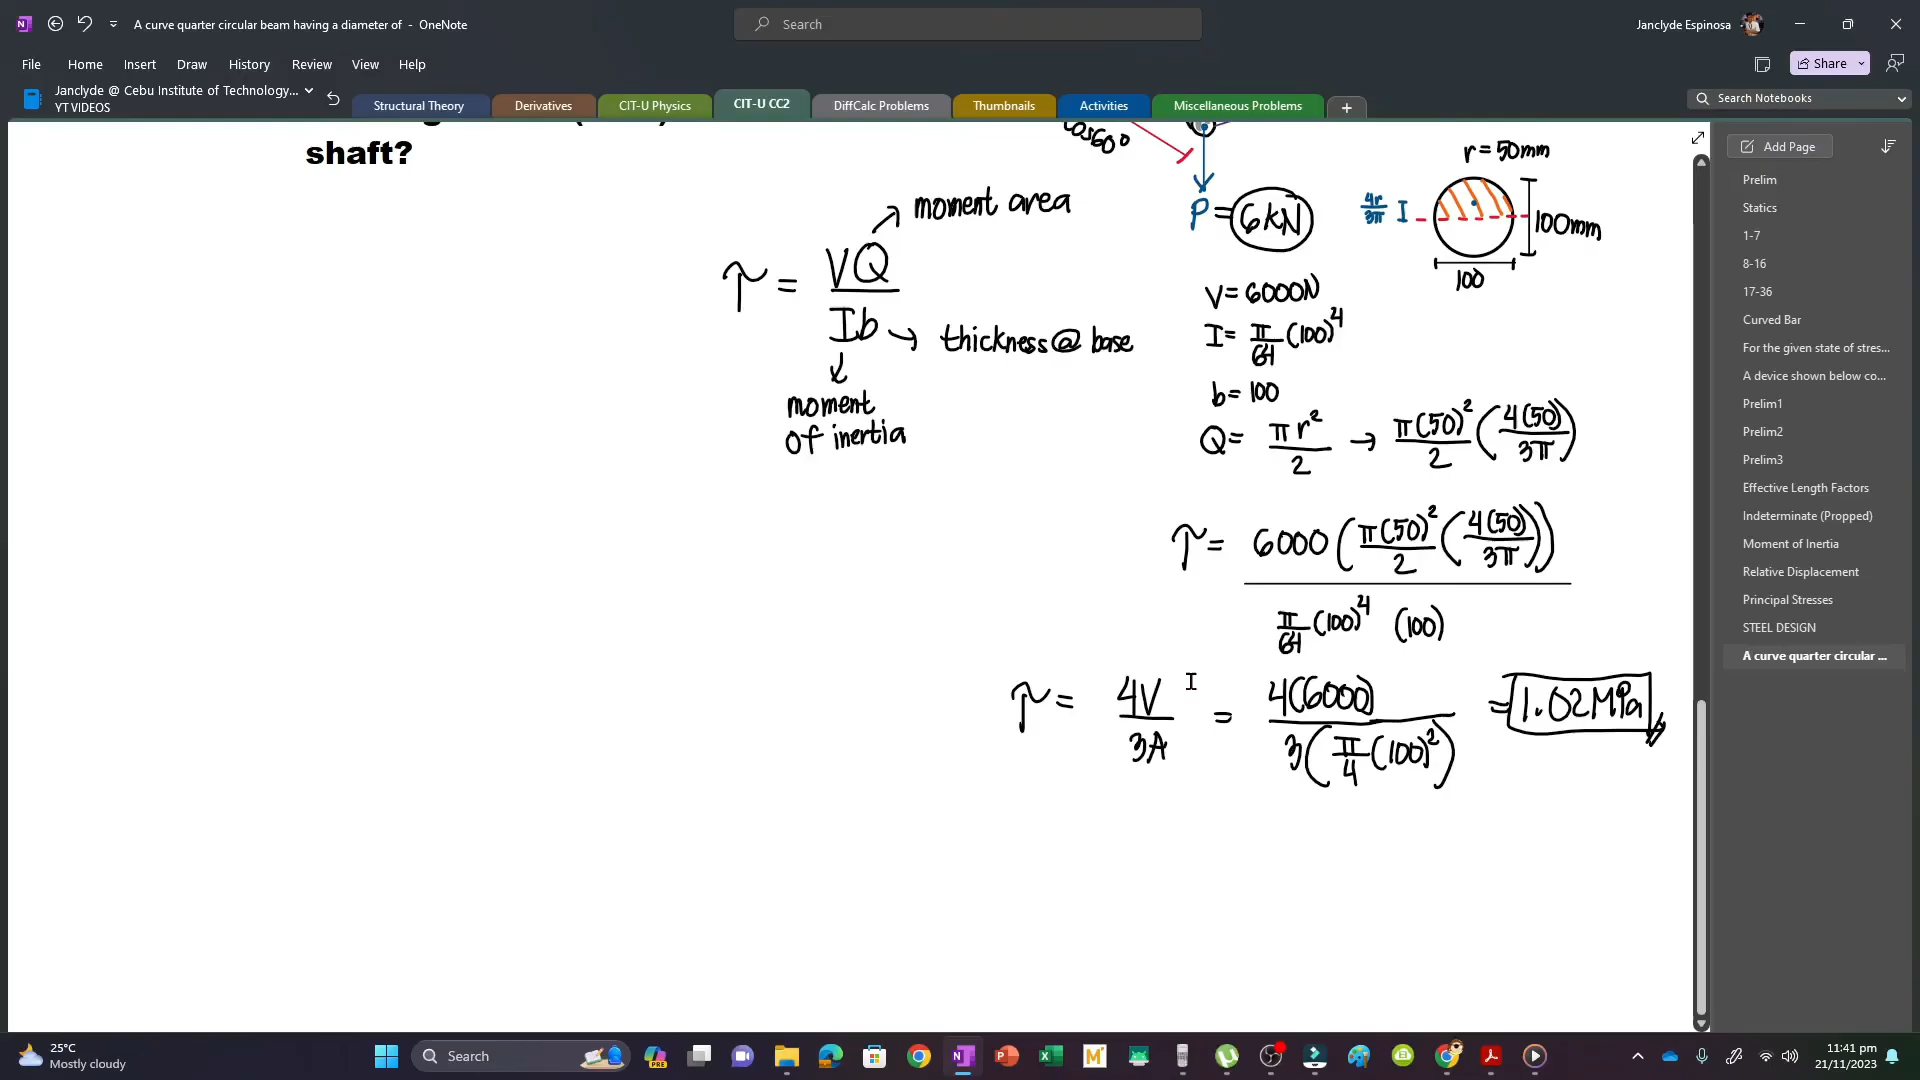 A curve quarter circular beam having a diameter of - OneNote
Search
Janclyde Espinosa
File Home Insert Draw History Review View Help
Share
Janclyde @ Cebu Institute of Technology...
YT VIDEOS
Structural Theory Derivatives CIT-U Physics CIT-U CC2 DiffCalc Problems Thumbnails Activities Miscellaneous Problems +
Search Notebooks
Add Page
Prelim
Statics
1-7
8-16
17-36
Curved Bar
For the given state of stres...
A device shown below co...
Prelim1
Prelim2
Prelim3
Effective Length Factors
Indeterminate (Propped)
Moment of Inertia
Relative Displacement
Principal Stresses
STEEL DESIGN
A curve quarter circular ...
shaft?
cos60°
r = 50mm
4r/3π
100mm
100
P = 6kN
moment area
τ = VQ/Ib
thickness @ base
moment
of inertia
V = 6000N
I = π/64 (100)^4
b = 100
Q = πr²/2 → π(50)²/2 (4(50)/3π)
τ = 6000 (π(50)²/2 (4(50)/3π)) / π/64 (100)^4 (100)
τ = 4V/3A = 4(6000)/3(π/4 (100)²) = 1.02MPa
25°C
Mostly cloudy
Search
PRE
11:41 pm
21/11/2023